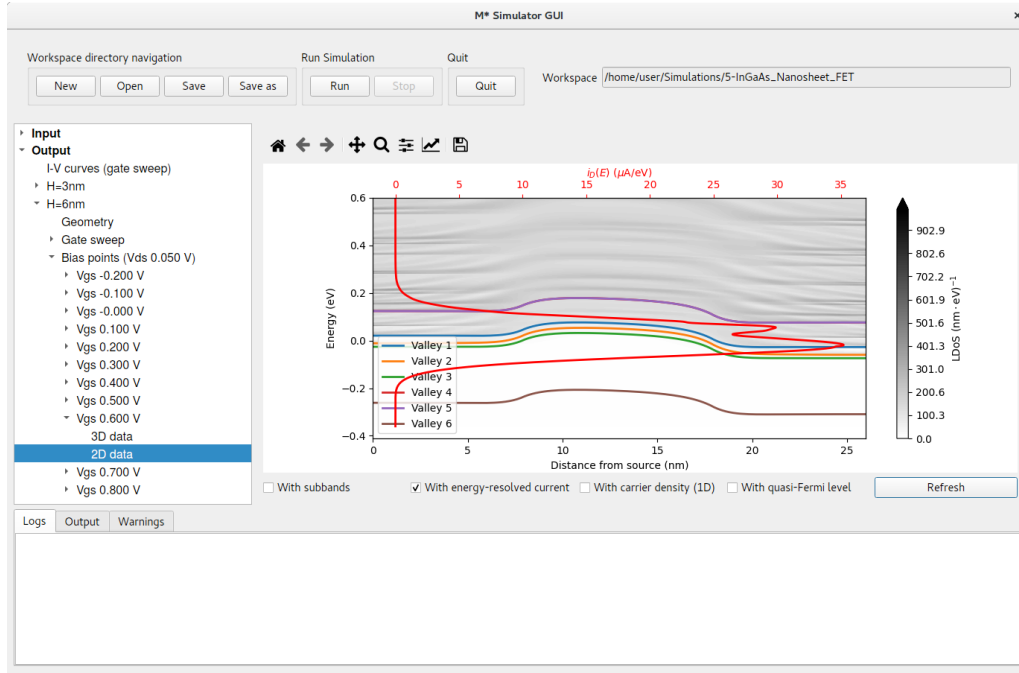 M* Simulator GUI
Workspace directory navigation
Run Simulation
Quit
New
Open
Save
Save as
Run
Stop
Quit
Workspace
/home/user/Simulations/5-InGaAs_Nanosheet_FET
Input
Output
I-V curves (gate sweep)
H=3nm
H=6nm
Geometry
Gate sweep
Bias points (Vds 0.050 V)
Vgs -0.200 V
Vgs -0.100 V
Vgs -0.000 V
Vgs 0.100 V
Vgs 0.200 V
Vgs 0.300 V
Vgs 0.400 V
Vgs 0.500 V
Vgs 0.600 V
3D data
2D data
Vgs 0.700 V
Vgs 0.800 V
i_D(E) (μA/eV)
0 5 10 15 20 25 30 35
Energy (eV)
0.6
0.4
0.2
0.0
−0.2
−0.4
Valley 1
Valley 2
Valley 3
Valley 4
Valley 5
Valley 6
0 5 10 15 20 25
Distance from source (nm)
902.9
802.6
702.2
601.9
501.6
401.3
301.0
200.6
100.3
0.0
LDoS (nm · eV)⁻¹
With subbands
With energy-resolved current
With carrier density (1D)
With quasi-Fermi level
Refresh
Logs
Output
Warnings